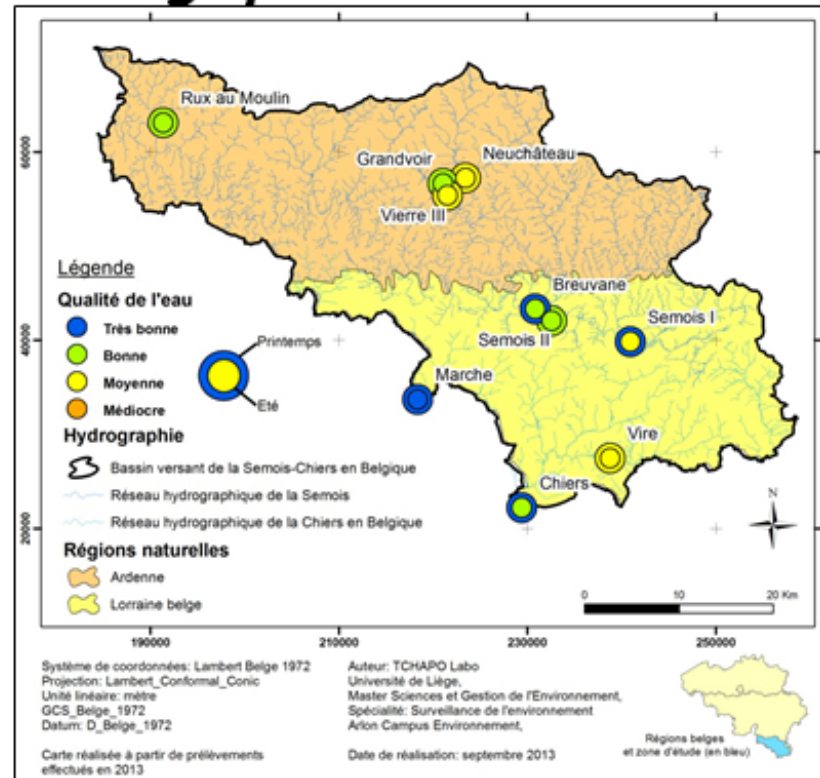 Rux au Moulin
Grandvoir
Neuchâteau
Vierre III
Breuvane
Semois II
Semois I
Marche
Vire
Chiers
Légende
Qualité de l'eau
Très bonne
Bonne
Moyenne
Médiocre
Printemps
Eté
Hydrographie
Bassin versant de la Semois-Chiers en Belgique
Réseau hydrographique de la Semois
Réseau hydrographique de la Chiers en Belgique
Régions naturelles
Ardenne
Lorraine belge
N
0 10 20 Km
60000
40000
20000
190000 210000 230000 250000
Système de coordonnées: Lambert Belge 1972
Projection: Lambert_Conformal_Conic
Unité linéaire: mètre
GCS_Belge_1972
Datum: D_Belge_1972
Carte réalisée à partir de prélèvements
effectués en 2013
Auteur: TCHAPO Labo
Université de Liège,
Master Sciences et Gestion de l'Environnement,
Spécialité: Surveillance de l'environnement
Arlon Campus Environnement,
Date de réalisation: septembre 2013
Régions belges
et zone d'étude (en bleu)